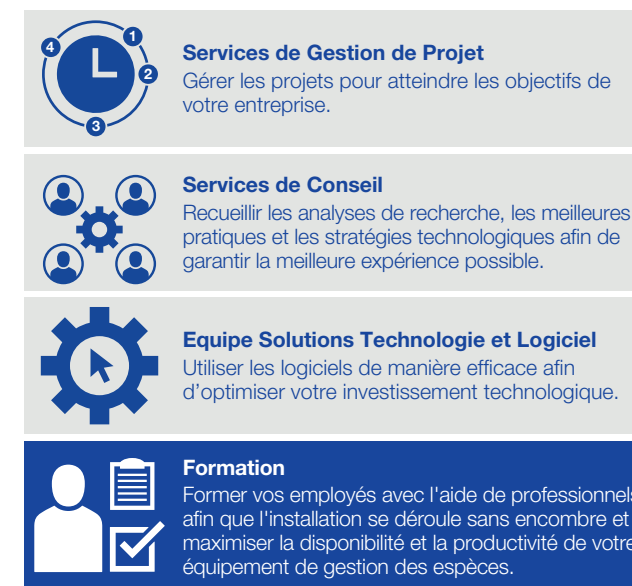 4
1
2
3
Services de Gestion de Projet
Gérer les projets pour atteindre les objectifs de
votre entreprise.
Services de Conseil
Recueillir les analyses de recherche, les meilleures
pratiques et les stratégies technologiques afin de
garantir la meilleure expérience possible.
Equipe Solutions Technologie et Logiciel
Utiliser les logiciels de manière efficace afin
d’optimiser votre investissement technologique.
Formation
Former vos employés avec l'aide de professionnels
afin que l'installation se déroule sans encombre et
maximiser la disponibilité et la productivité de votre
équipement de gestion des espèces.